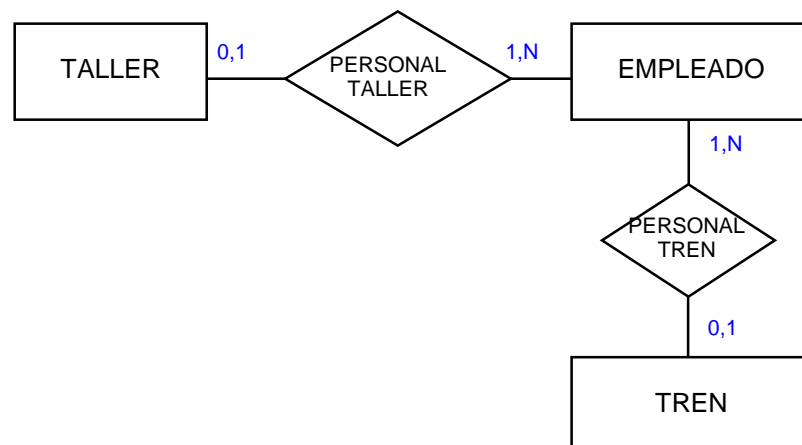 TALLER
0,1
PERSONAL
TALLER
1,N
EMPLEADO
1,N
PERSONAL
TREN
0,1
TREN